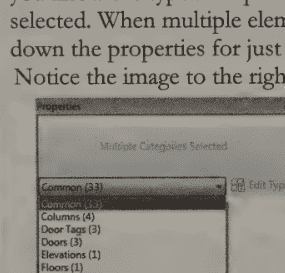 selected. When multiple elem
down the properties for just
Notice the image to the righ
Properties
Multiple Categories Selected
Common (33)
Edit Typ
Common (33)
Columns (4)
Door Tags (3)
Doors (3)
Elevations (1)
Floors (1)